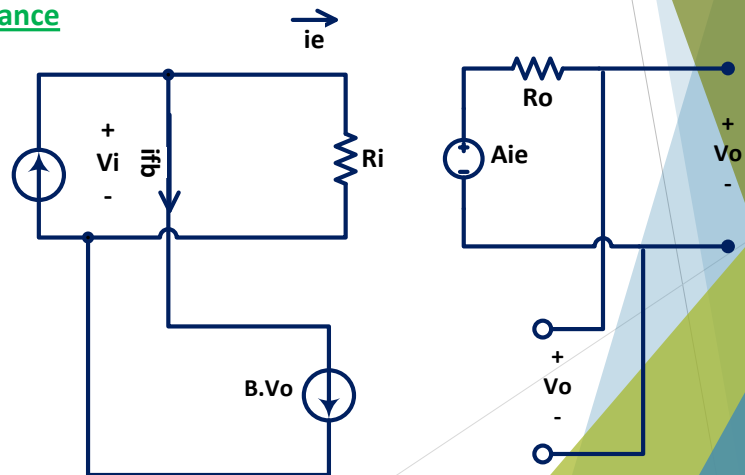 ance
ie
+
Vi
-
ifb
Ri
B.Vo
Ro
+
-
Aie
+
Vo
-
+
Vo
-